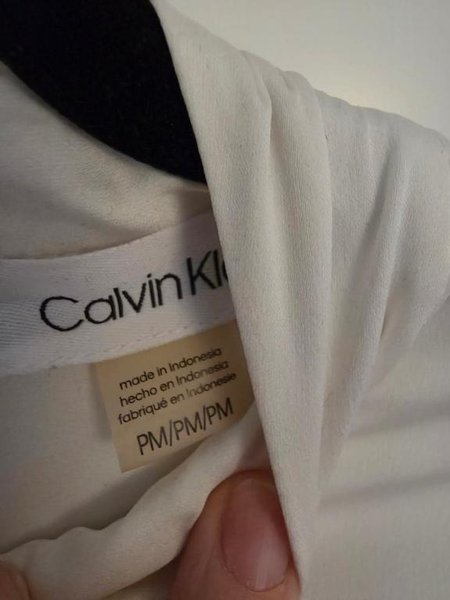 Calvin Kl
made in Indonesia
hecho en Indonesia
fabriqué en Indonesie
PM/PM/PM